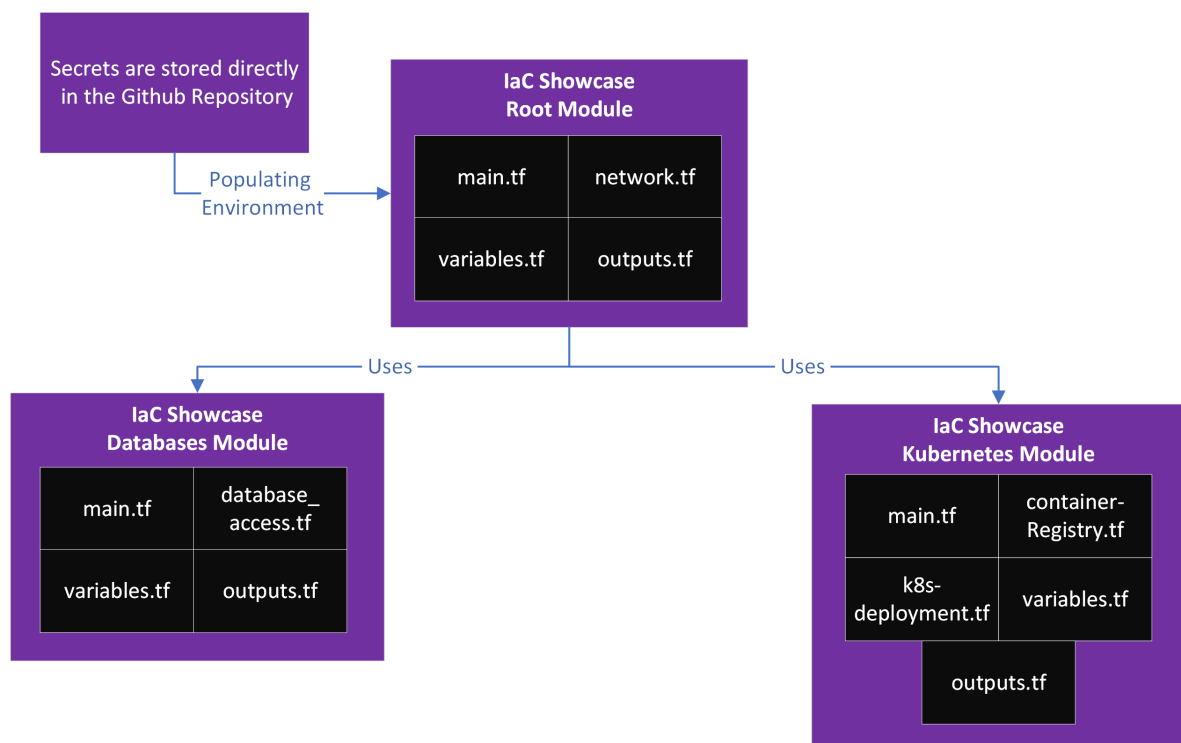 Secrets are stored directly
in the Github Repository
Populating
Environment
IaC Showcase
Root Module
main.tf
network.tf
variables.tf
outputs.tf
Uses
Uses
IaC Showcase
Databases Module
main.tf
database_
access.tf
variables.tf
outputs.tf
IaC Showcase
Kubernetes Module
main.tf
container-
Registry.tf
k8s-
deployment.tf
variables.tf
outputs.tf